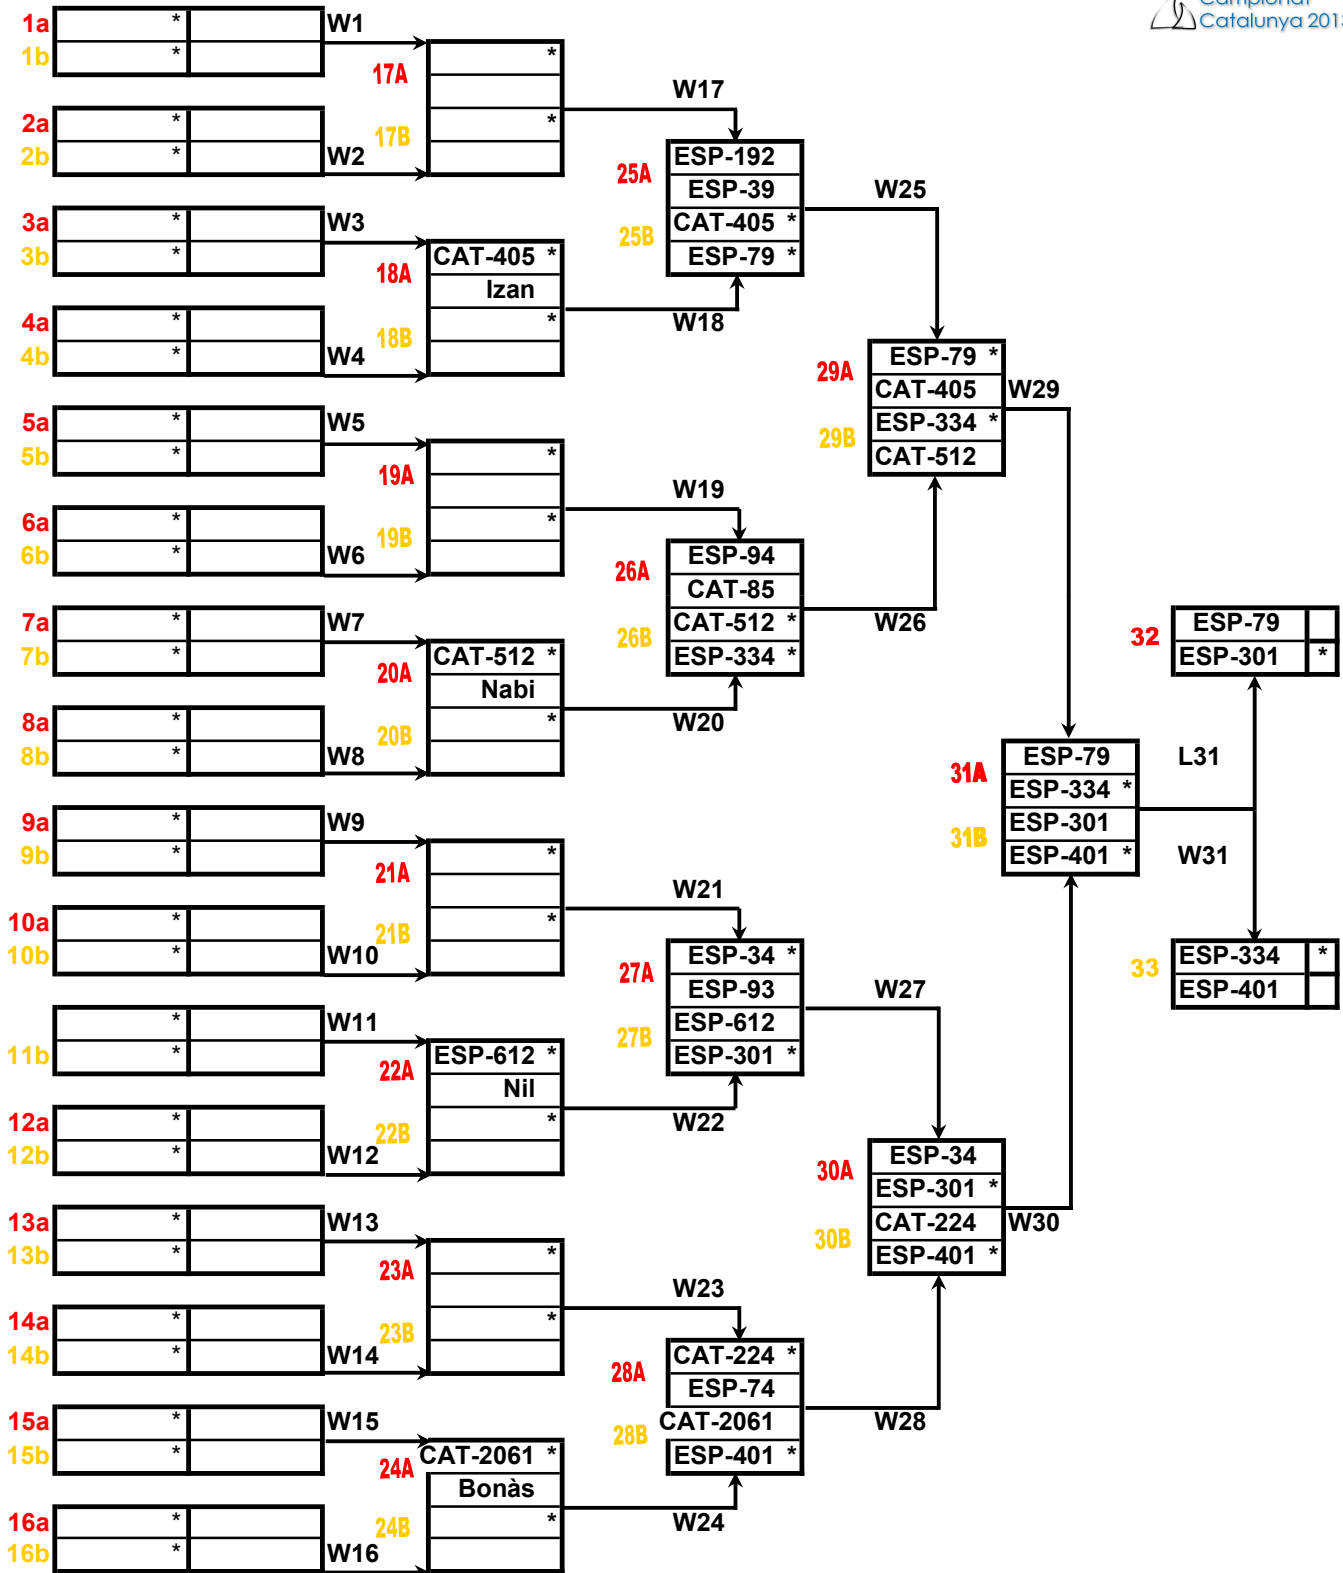 Campionat
Catalunya 2013
1a * W1
1b *
17A *
2a *
17B *
2b * W2
W17
25A ESP-192
ESP-39
25B CAT-405 *
ESP-79 *
W25
3a * W3
3b *
18A CAT-405 *
Izan
4a *
18B *
4b * W4
W18
29A ESP-79 *
CAT-405
29B ESP-334 *
CAT-512
W29
5a * W5
5b *
19A *
6a *
19B *
6b * W6
W19
26A ESP-94
CAT-85
26B CAT-512 *
ESP-334 *
W26
7a * W7
7b *
20A CAT-512 *
Nabi
8a *
20B *
8b * W8
W20
32 ESP-79
ESP-301 *
L31
31A ESP-79
ESP-334 *
31B ESP-301
ESP-401 *
W31
33 ESP-334 *
ESP-401
9a * W9
9b *
21A *
10a *
21B *
10b * W10
W21
27A ESP-34 *
ESP-93
27B ESP-612
ESP-301 *
W27
* W11
11b *
22A ESP-612 *
Nil
12a *
22B *
12b * W12
W22
30A ESP-34
ESP-301 *
30B CAT-224
ESP-401 *
W30
13a * W13
13b *
23A *
14a *
23B *
14b * W14
W23
28A CAT-224 *
ESP-74
28B CAT-2061
ESP-401 *
W28
15a * W15
15b *
24A CAT-2061 *
Bonàs
16a *
24B *
16b * W16
W24